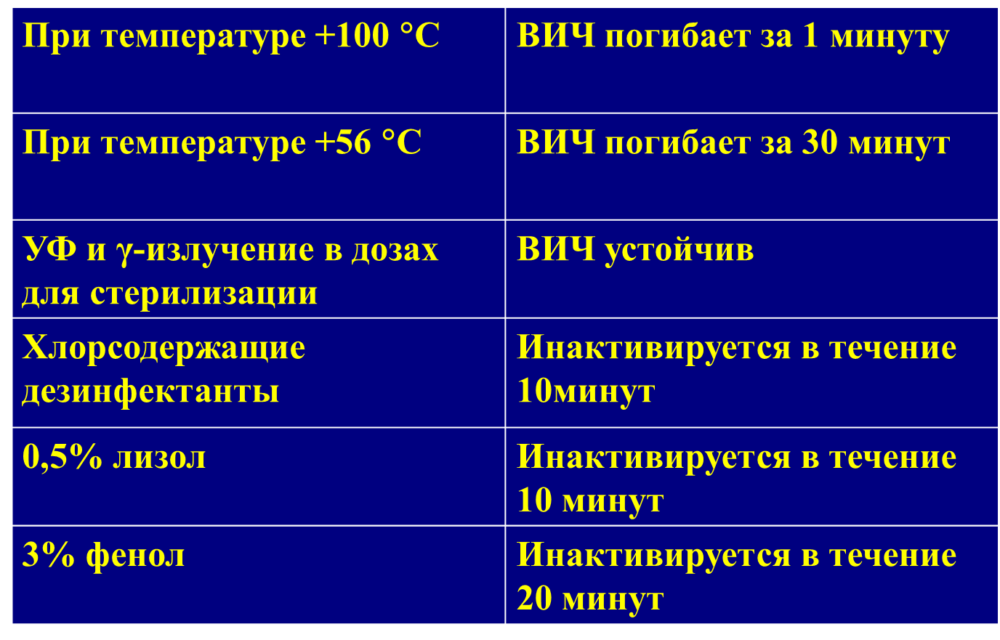 При температуре +100 °C
ВИЧ погибает за 1 минуту
При температуре +56 °C
ВИЧ погибает за 30 минут
УФ и γ-излучение в дозах
для стерилизации
ВИЧ устойчив
Хлорсодержащие
дезинфектанты
Инактивируется в течение
10минут
0,5% лизол
Инактивируется в течение
10 минут
3% фенол
Инактивируется в течение
20 минут